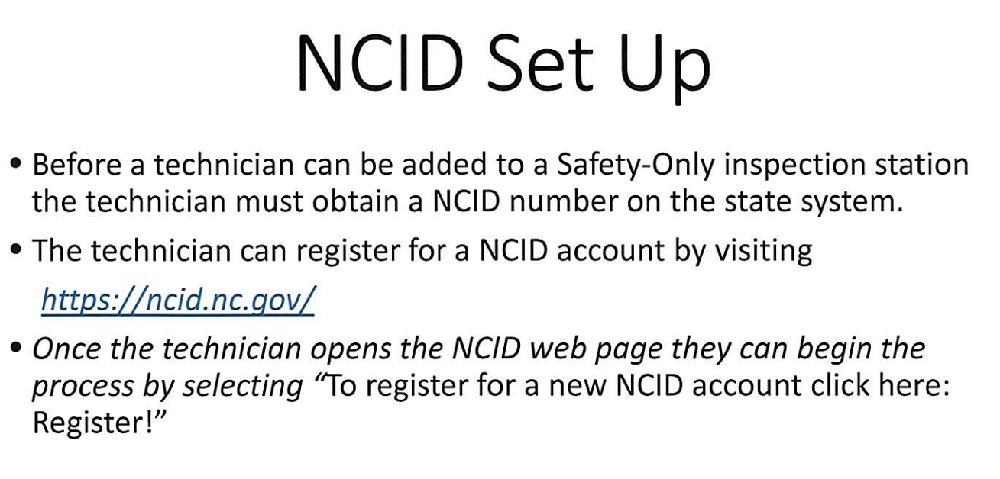 NCID Set Up
• Before a technician can be added to a Safety-Only inspection station
the technician must obtain a NCID number on the state system.
• The technician can register for a NCID account by visiting
https://ncid.nc.gov/
• Once the technician opens the NCID web page they can begin the
process by selecting “To register for a new NCID account click here:
Register!”